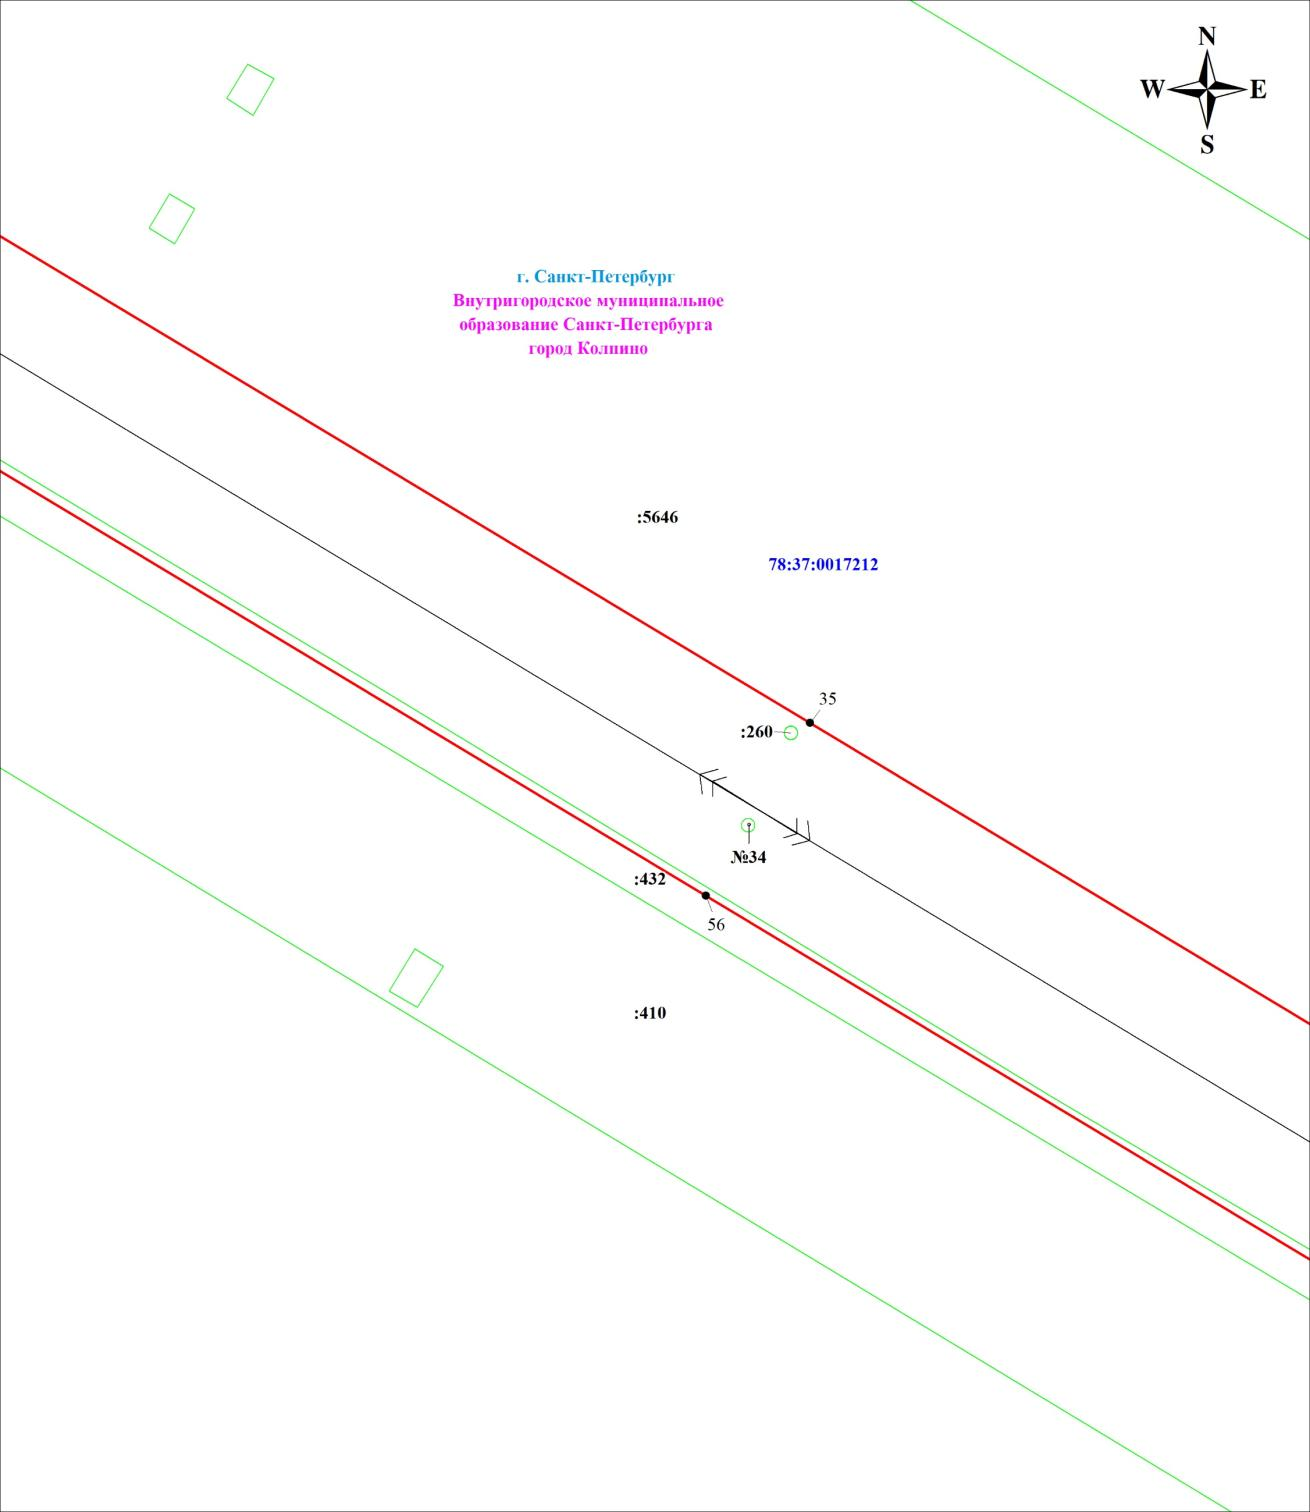 N
W E
S
г. Санкт-Петербург
Внутригородское муниципальное
образование Санкт-Петербурга
город Колпино
:5646
78:37:0017212
35
:260
№34
:432
56
:410